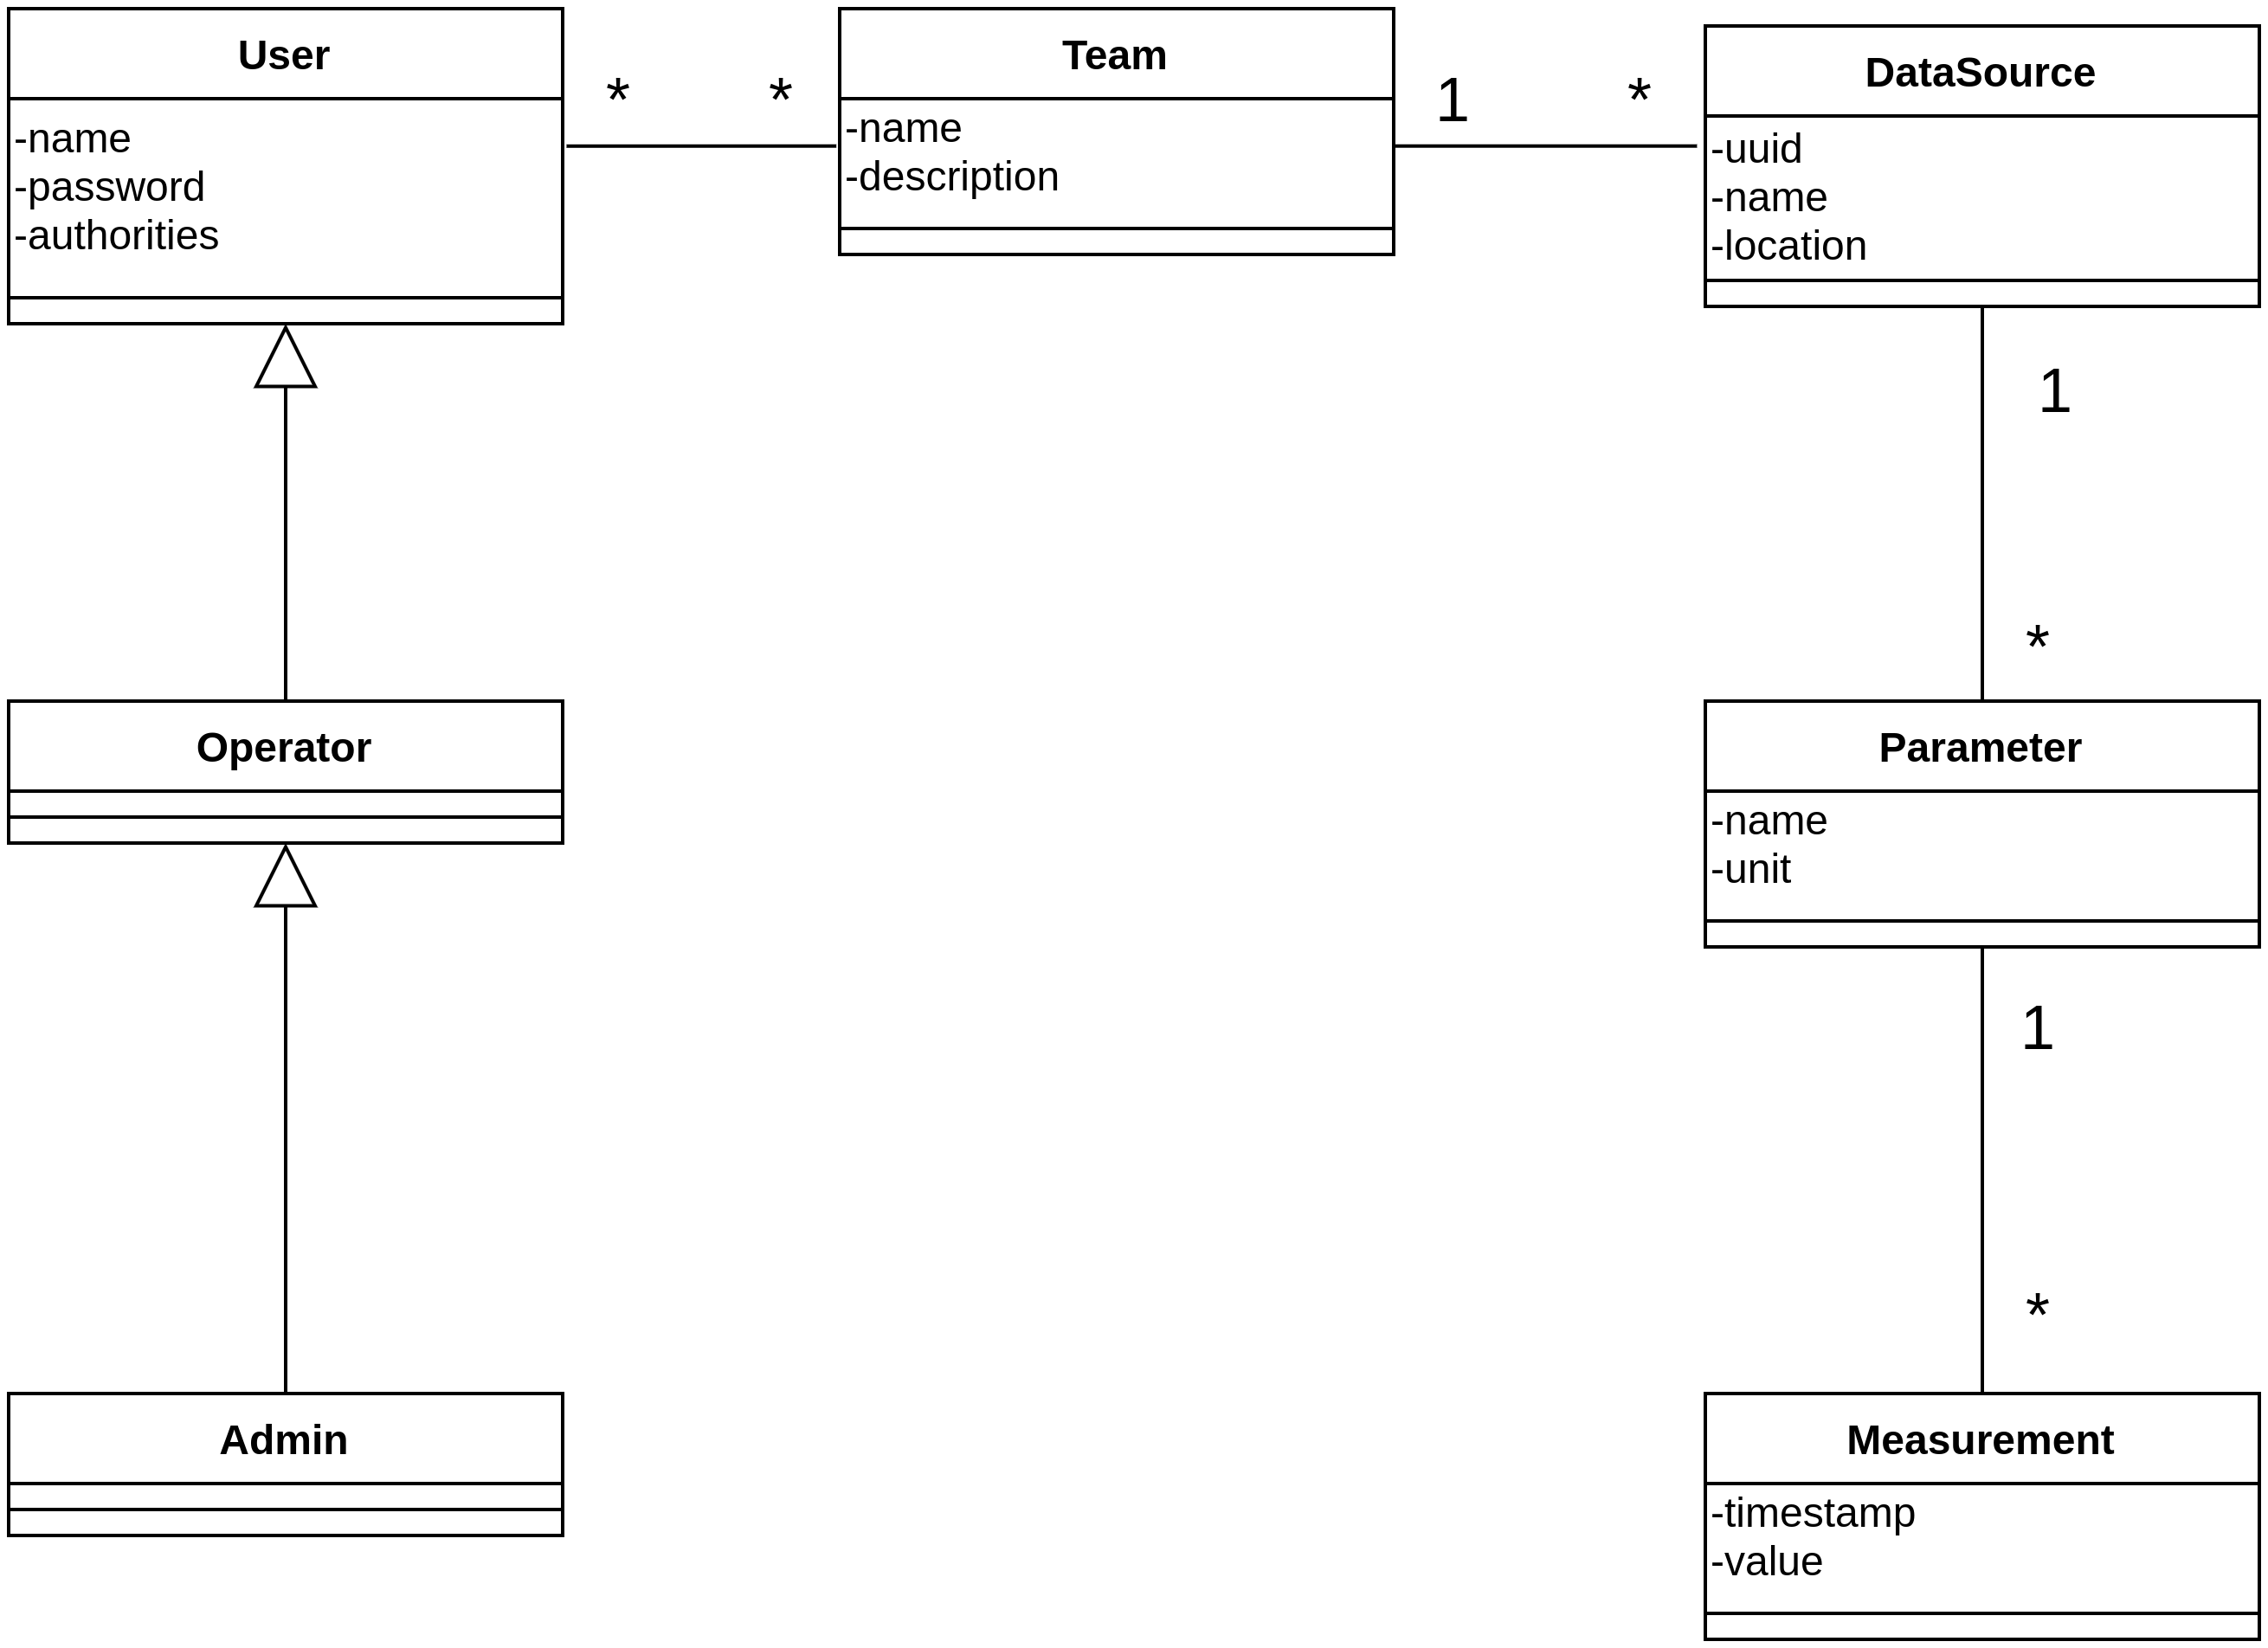 User
-name
-password
-authorities
*
*
Team
-name
-description
1
*
DataSource
-uuid
-name
-location
1
*
Operator
Parameter
-name
-unit
1
*
Admin
Measurement
-timestamp
-value